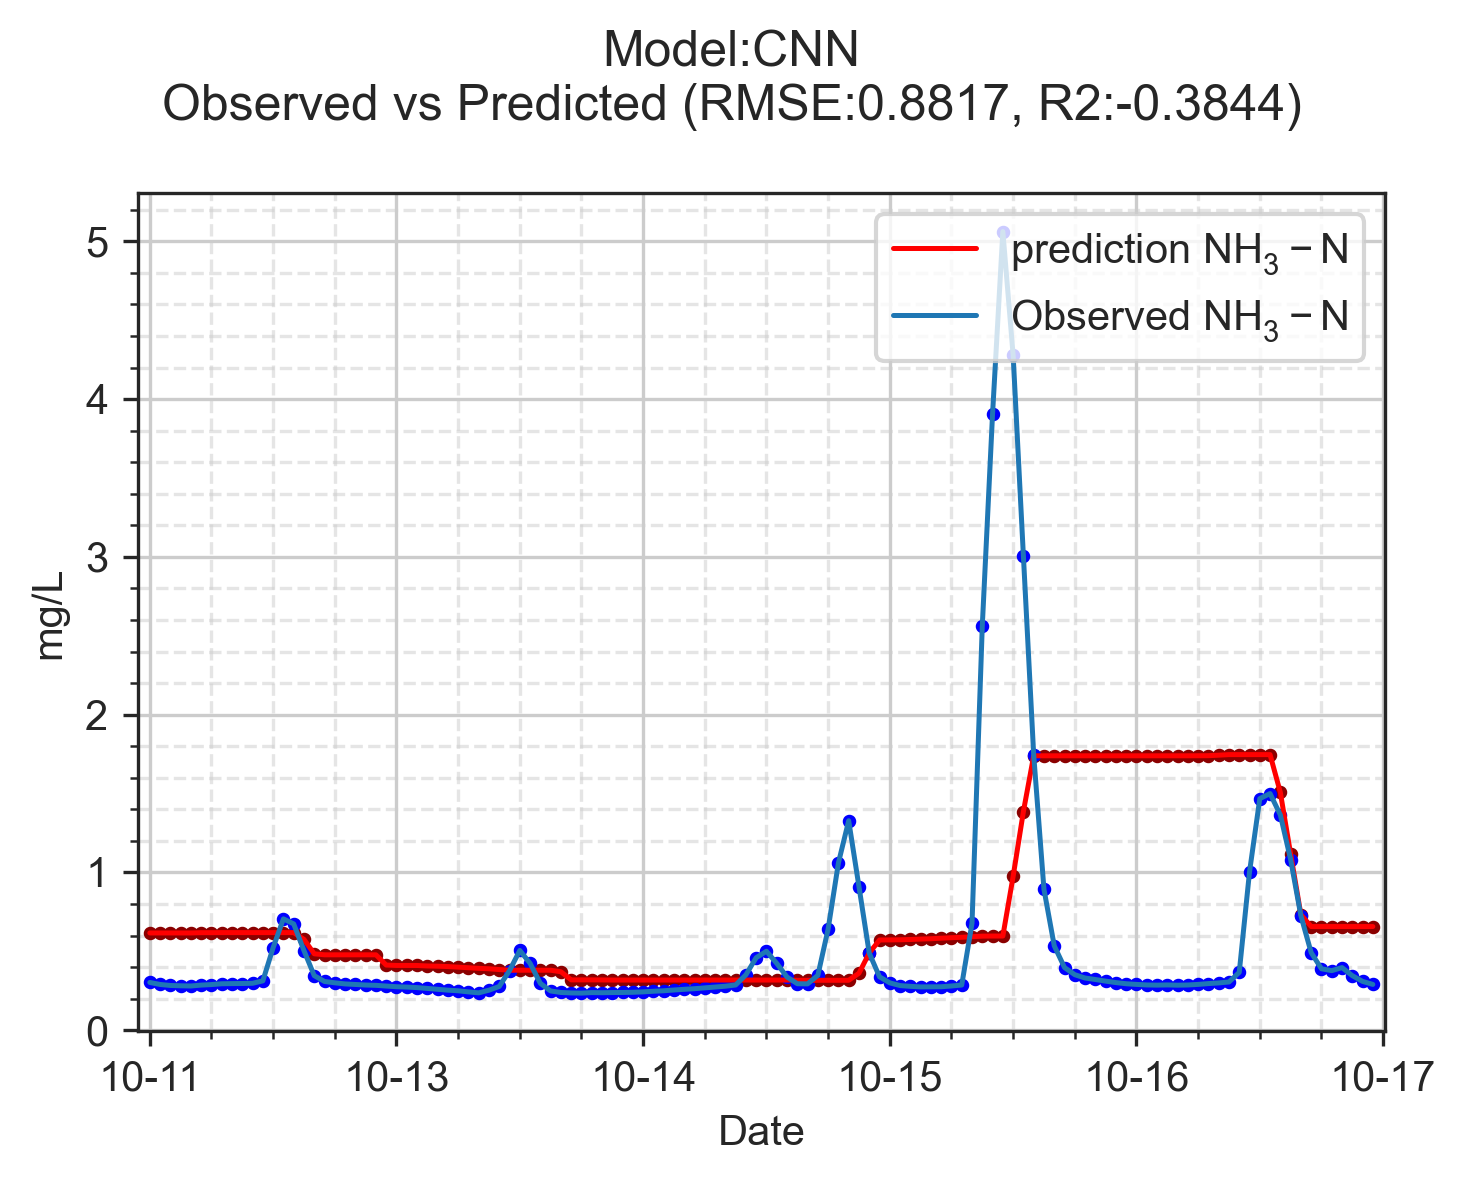 Model:CNN
Observed vs Predicted (RMSE:0.8817, R2:-0.3844)
prediction NH₃ − N
Observed NH₃ − N
5
4
3
2
1
0
mg/L
10-11 10-13 10-14 10-15 10-16 10-17
Date